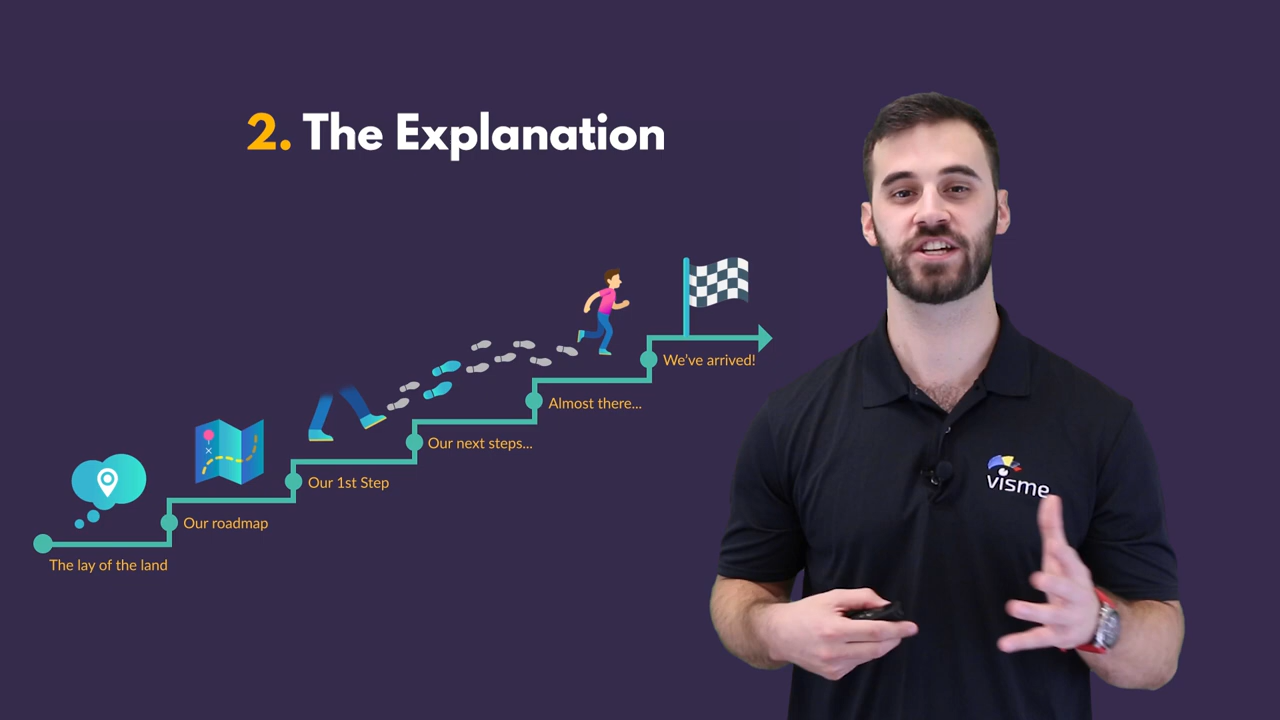 2. The Explanation
We've arrived!
Almost there...
Our next steps...
Our 1st Step
Our roadmap
The lay of the land
visme